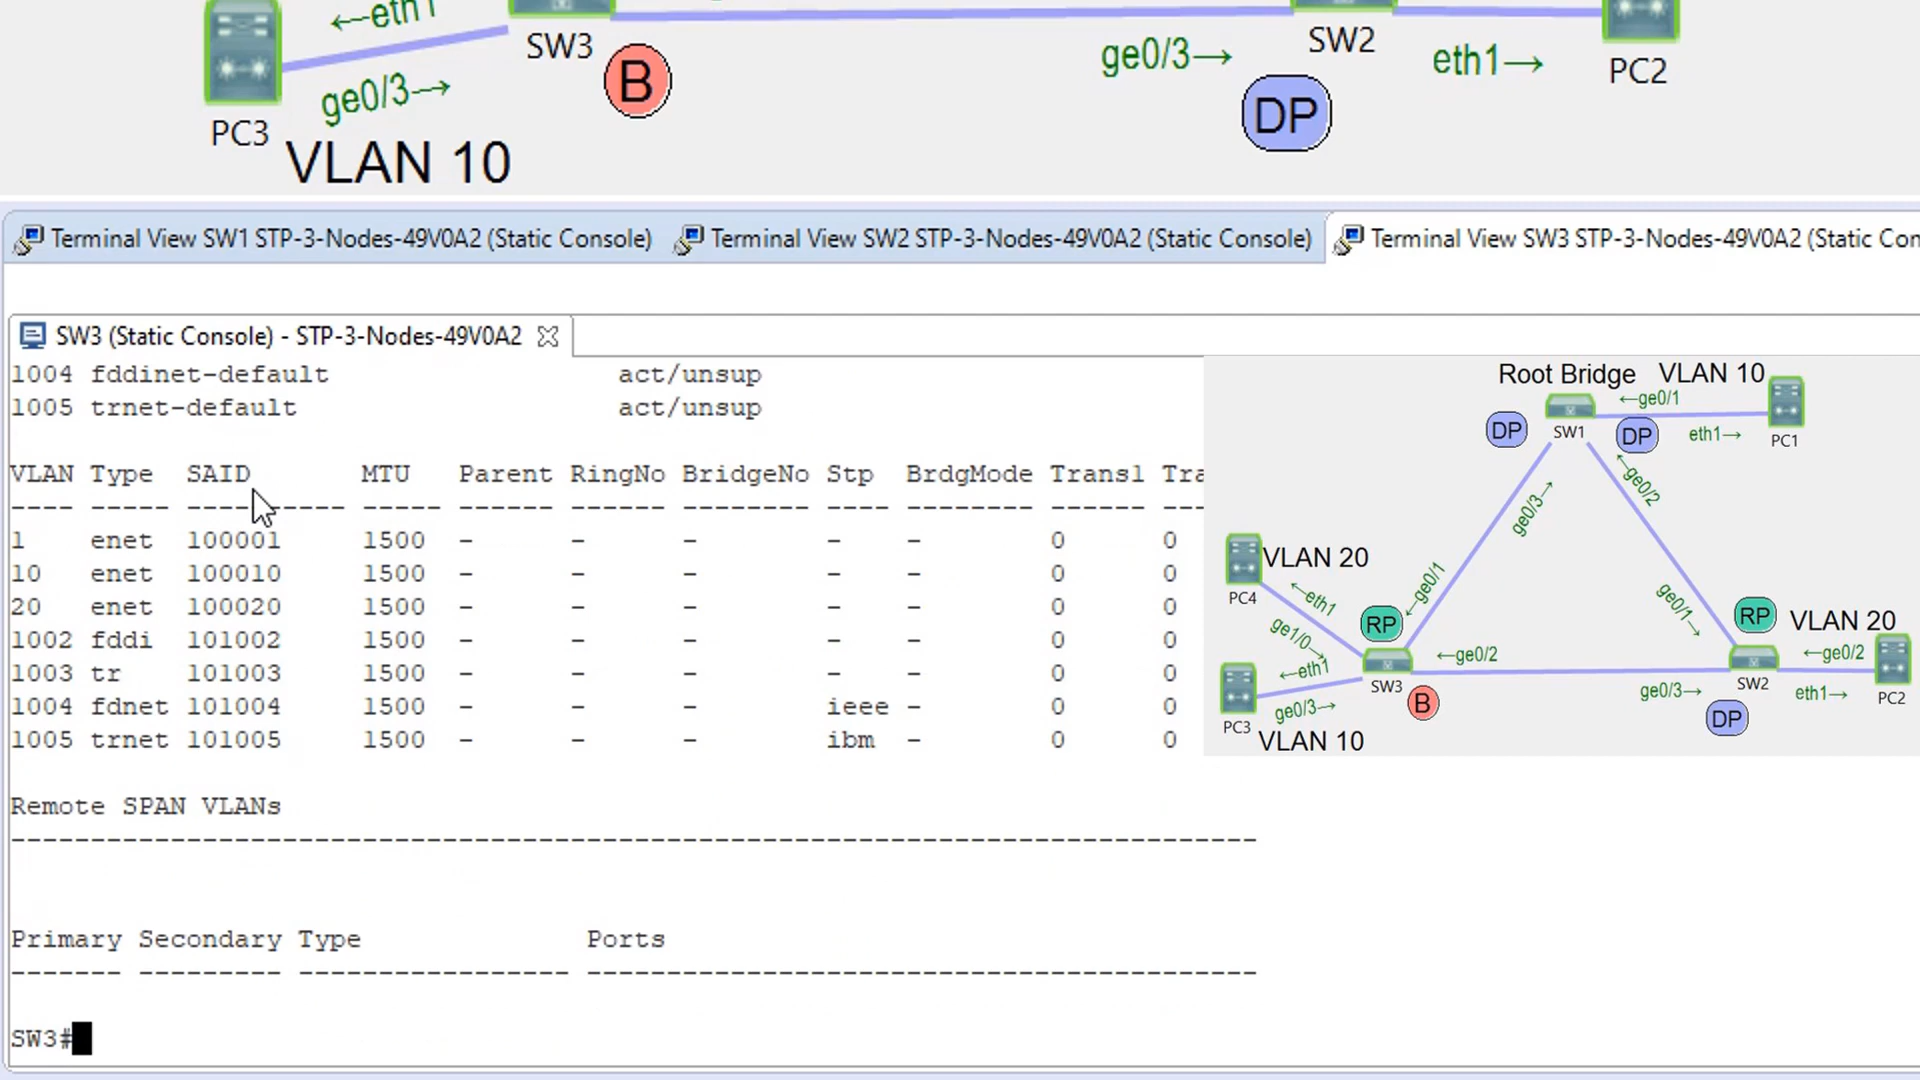 ←eth1
SW3
B
ge0/3→
SW2
eth1→
PC2
ge0/3→
DP
PC3
VLAN 10
Terminal View SW1 STP-3-Nodes-49V0A2 (Static Console)
Terminal View SW2 STP-3-Nodes-49V0A2 (Static Console)
Terminal View SW3 STP-3-Nodes-49V0A2 (Static Con
SW3 (Static Console) - STP-3-Nodes-49V0A2
1004 fddinet-default act/unsup
1005 trnet-default act/unsup
VLAN Type SAID MTU Parent RingNo BridgeNo Stp BrdgMode Trans1 Tra
---- ----- ---------- ----- ------ ------ -------- ---- -------- ------ ---
1 enet 100001 1500 - - - - - 0 0
10 enet 100010 1500 - - - - - 0 0
20 enet 100020 1500 - - - - - 0 0
1002 fddi 101002 1500 - - - - - 0 0
1003 tr 101003 1500 - - - - - 0 0
1004 fdnet 101004 1500 - - - ieee - 0 0
1005 trnet 101005 1500 - - - ibm - 0 0
Remote SPAN VLANs
------------------------------------------------------------------------------
Primary Secondary Type Ports
------- --------- ----------------- ------------------------------------------
SW3#
Root Bridge VLAN 10
←ge0/1
DP
SW1
DP
eth1→
PC1
←ge0/2
ge0/3→
VLAN 20
PC4
←eth1
←ge0/1
ge0/1→
RP
RP
VLAN 20
ge1/0→
←ge0/2
←ge0/2
←eth1
SW3
SW2
ge0/3→
eth1→
PC2
B
DP
PC3
ge0/3→
VLAN 10